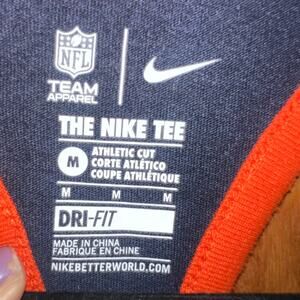 NFL
TEAM
APPAREL
THE NIKE TEE
M
ATHLETIC CUT
CORTE ATLÉTICO
COUPE ATHLÉTIQUE
M M M
DRI-FIT
MADE IN CHINA
FABRIQUE EN CHINE
NIKEBETTERWORLD.COM